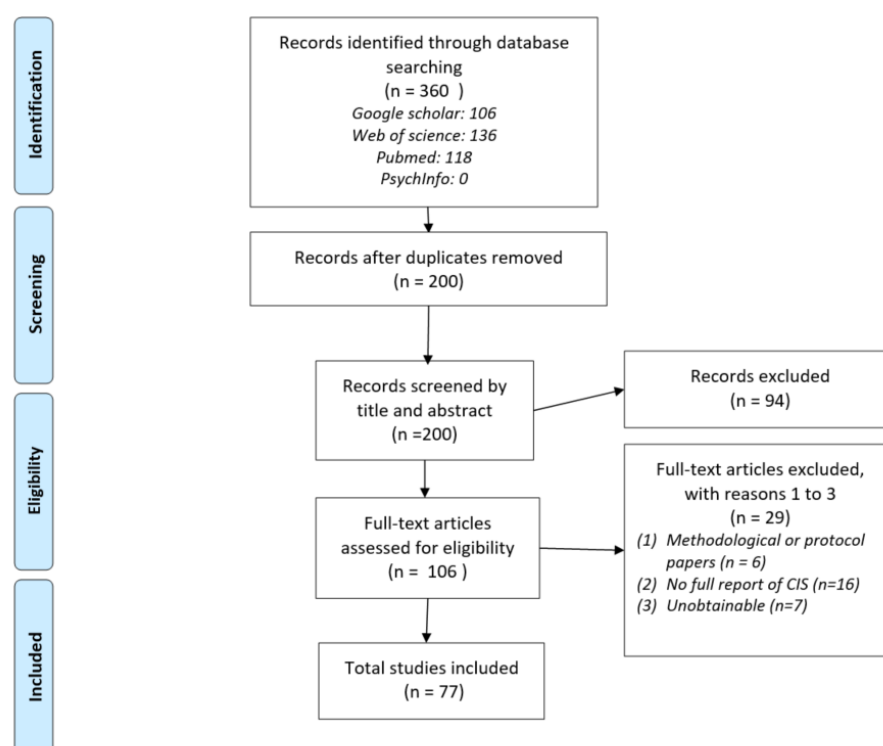 Identification
Records identified through database
searching
(n = 360  )
Google scholar: 106
Web of science: 136
Pubmed: 118
PsychInfo: 0
Screening
Records after duplicates removed
(n = 200)
Records screened by
title and abstract
(n =200)
Records excluded
(n = 94)
Eligibility
Full-text articles
assessed for eligibility
(n =  106 )
Full-text articles excluded,
with reasons 1 to 3
(n = 29)
(1) Methodological or protocol
papers (n = 6)
(2) No full report of CIS (n=16)
(3) Unobtainable (n=7)
Included
Total studies included
(n = 77)